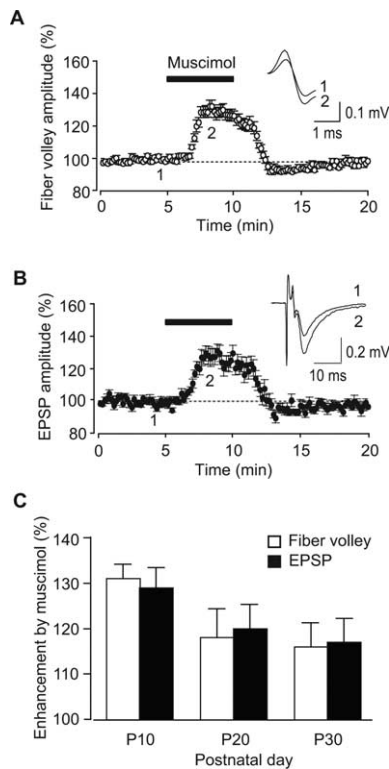 A
Fiber volley amplitude (%)
160
140
120
100
80
Muscimol
1
2
1
2
0.1 mV
1 ms
0
5
10
15
20
Time (min)
B
EPSP amplitude (%)
160
140
120
100
80
1
2
1
2
0.2 mV
10 ms
0
5
10
15
20
Time (min)
C
Enhancement by muscimol (%)
140
130
120
110
100
Fiber volley
EPSP
P10
P20
P30
Postnatal day